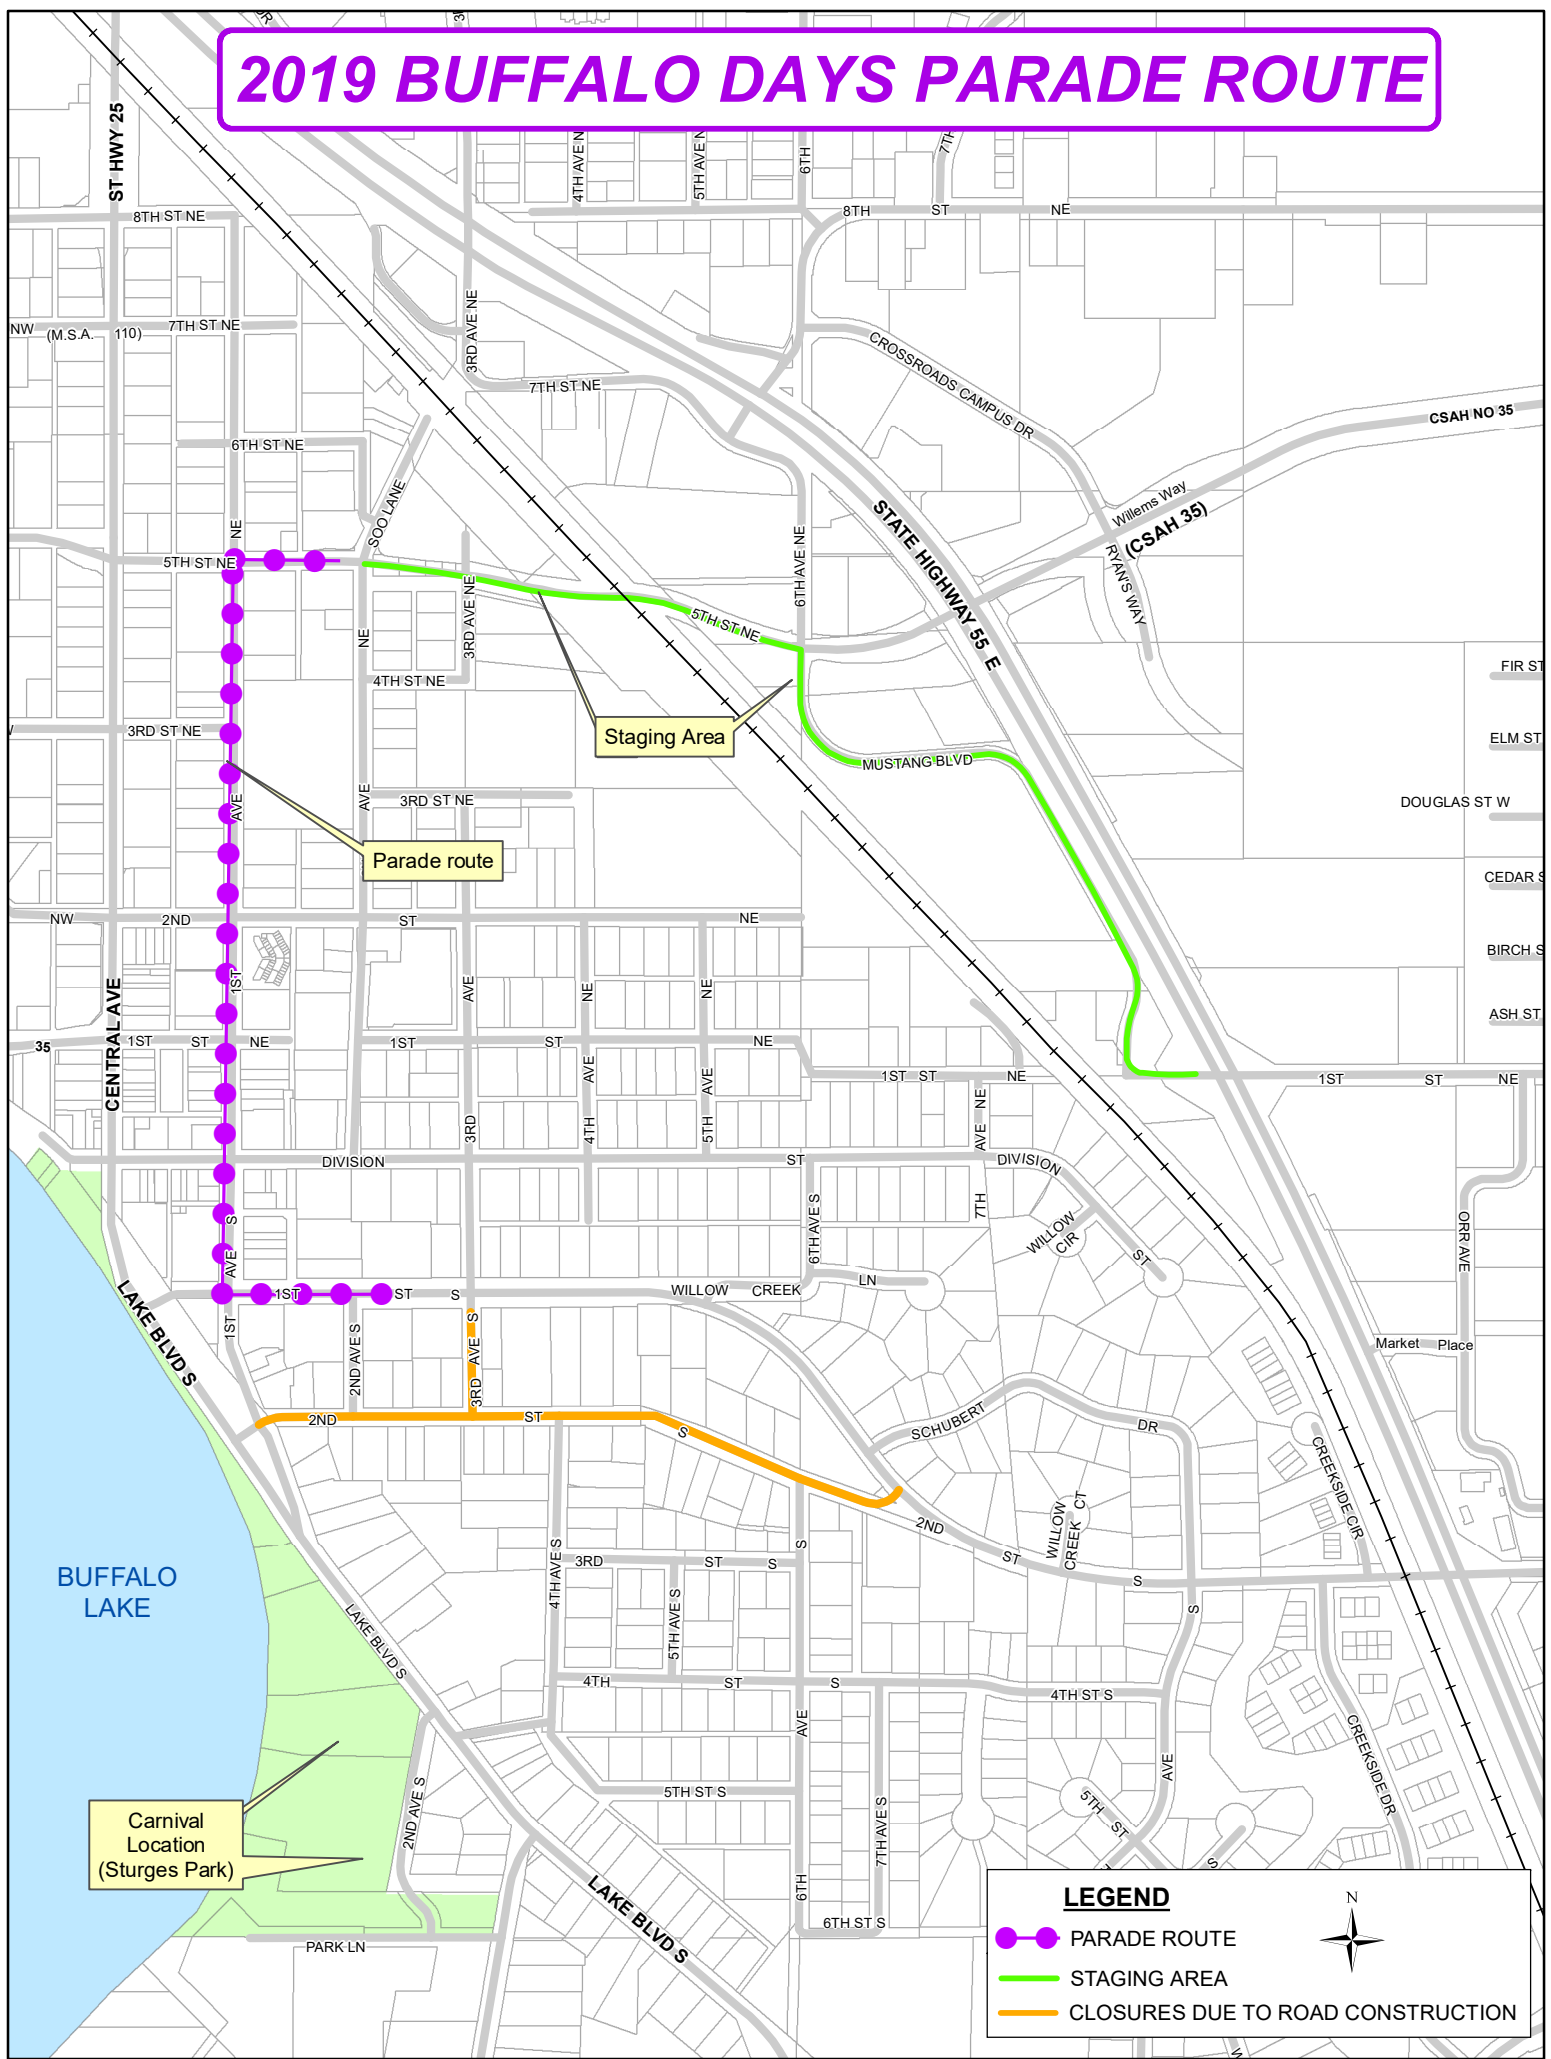 2019 BUFFALO DAYS PARADE ROUTE
ST HWY 25
4TH AVE N
5TH AVE N
6TH
7TH
8TH ST NE
8TH ST NE
NW (M.S.A. 110) 7TH ST NE
3RD AVE NE
7TH ST NE
CROSSROADS CAMPUS DR
CSAH NO 35
6TH ST NE
SOO LANE
NE
Willems Way
(CSAH 35)
STATE HIGHWAY 55 E
RYAN'S WAY
6TH AVE NE
5TH ST NE
5TH ST NE
3RD AVE NE
NE
4TH ST NE
FIR ST
3RD ST NE
Staging Area
ELM ST
MUSTANG BLVD
AVE
AVE
3RD ST NE
DOUGLAS ST W
Parade route
CEDAR S
NW 2ND ST NE
BIRCH S
CENTRAL AVE
1ST
AVE
NE
NE
ASH ST
35
1ST ST NE
1ST ST NE
1ST ST NE
1ST ST NE
3RD
4TH AVE
5TH AVE
AVE NE
7TH
DIVISION ST
DIVISION ST
WILLOW CIR
6TH AVE S
ORR AVE
AVE S
LAKE BLVD S
1ST ST S
WILLOW CREEK LN
1ST
2ND AVE S
3RD AVE S
Market Place
2ND ST S
SCHUBERT DR
CREEKSIDE CIR
2ND ST S
WILLOW
CREEK CT
BUFFALO
LAKE
LAKE BLVD S
4TH AVE S
3RD ST S
5TH AVE S
S
S
4TH ST S
4TH ST S
AVE
AVE
CREEKSIDE DR
5TH ST S
5TH ST
S
2ND AVE S
7TH AVE S
Carnival
Location
(Sturges Park)
LAKE BLVD S
6TH
6TH ST S
PARK LN
LEGEND
N
PARADE ROUTE
STAGING AREA
CLOSURES DUE TO ROAD CONSTRUCTION